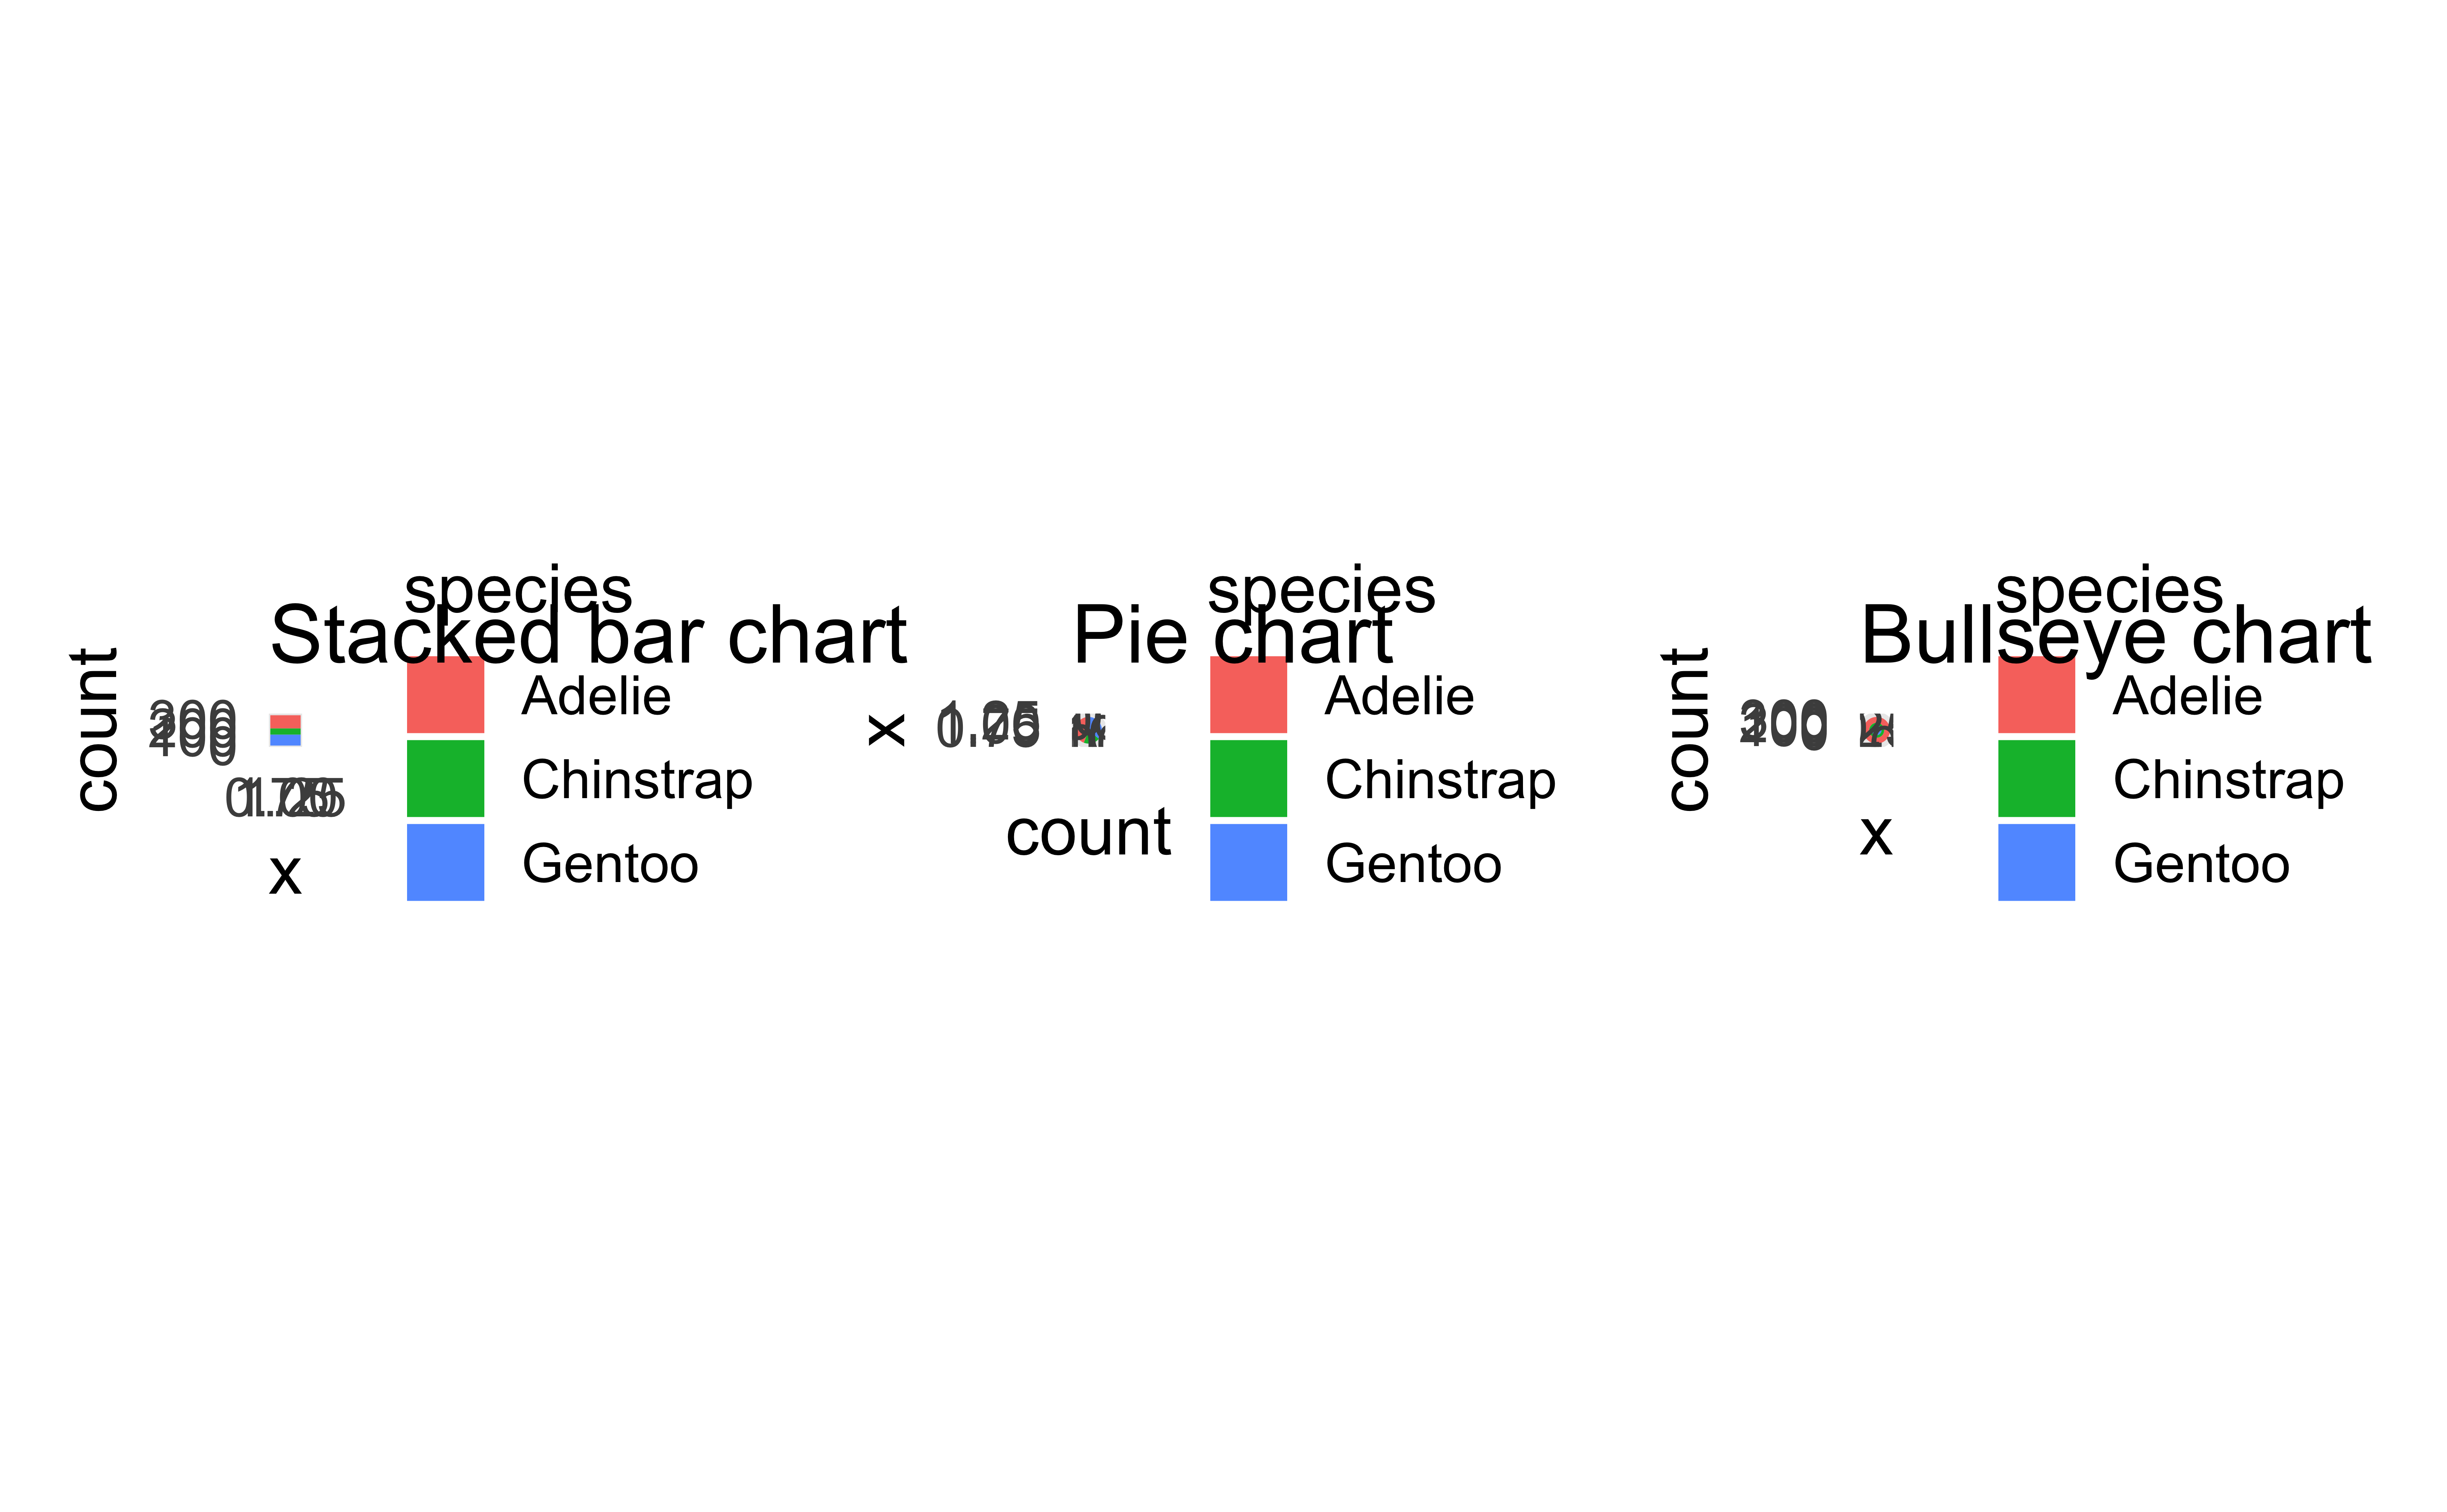 species
Stacked bar chart
count
Adelie
Chinstrap
Gentoo
x
species
Pie chart
x
Adelie
Chinstrap
Gentoo
count
species
Bullseye chart
count
Adelie
Chinstrap
Gentoo
x